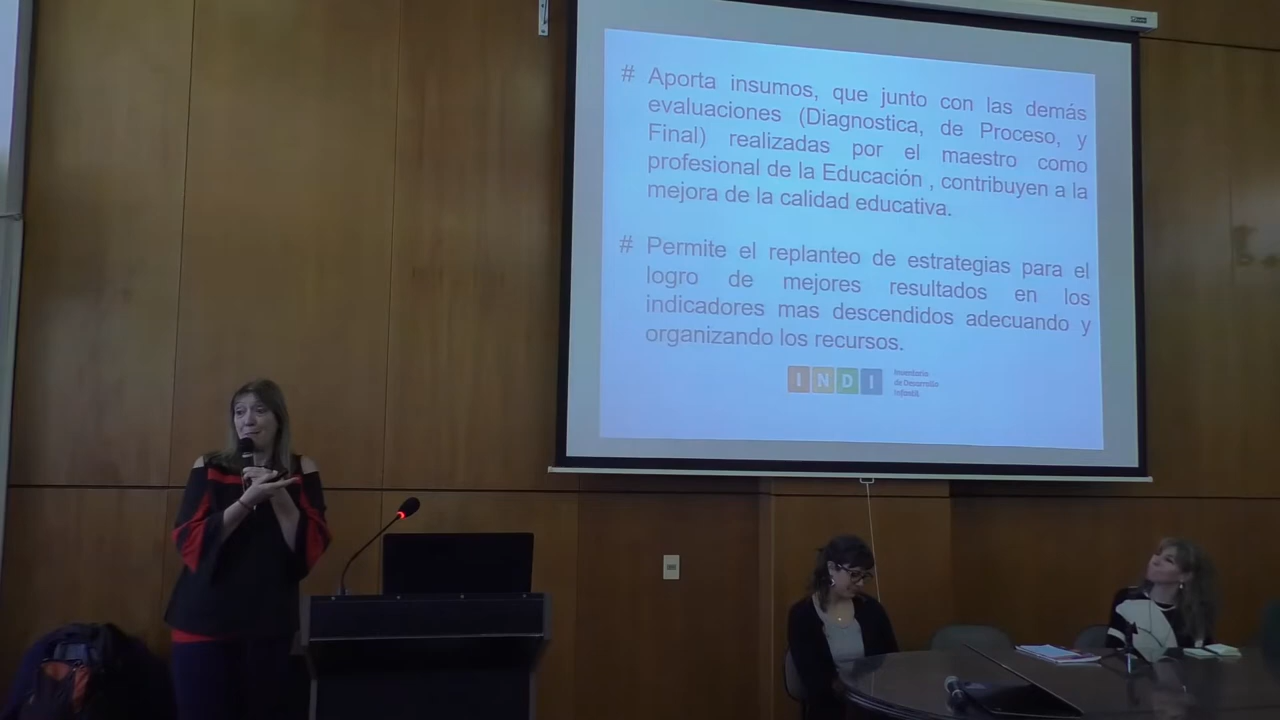 # Aporta insumos, que junto con las demás
evaluaciones (Diagnostica, de Proceso, y
Final) realizadas por el maestro como
profesional de la Educación , contribuyen a la
mejora de la calidad educativa.
# Permite el replanteo de estrategias para el
logro de mejores resultados en los
indicadores mas descendidos adecuando y
organizando los recursos.
INDI
Inventario
de Desarrollo
Infantil